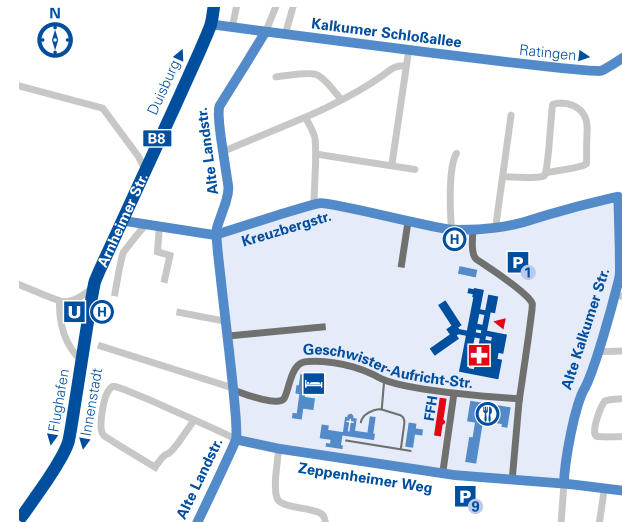 N
Kalkumer Schloßallee
Ratingen
Duisburg
B8
Alte Landstr.
Arnheimer Str.
Kreuzbergstr.
H
P
1
U
H
Alte Kalkumer Str.
Geschwister-Aufricht-Str.
FFH
Flughafen
Innenstadt
Alte Landstr.
Zeppenheimer Weg
P
9